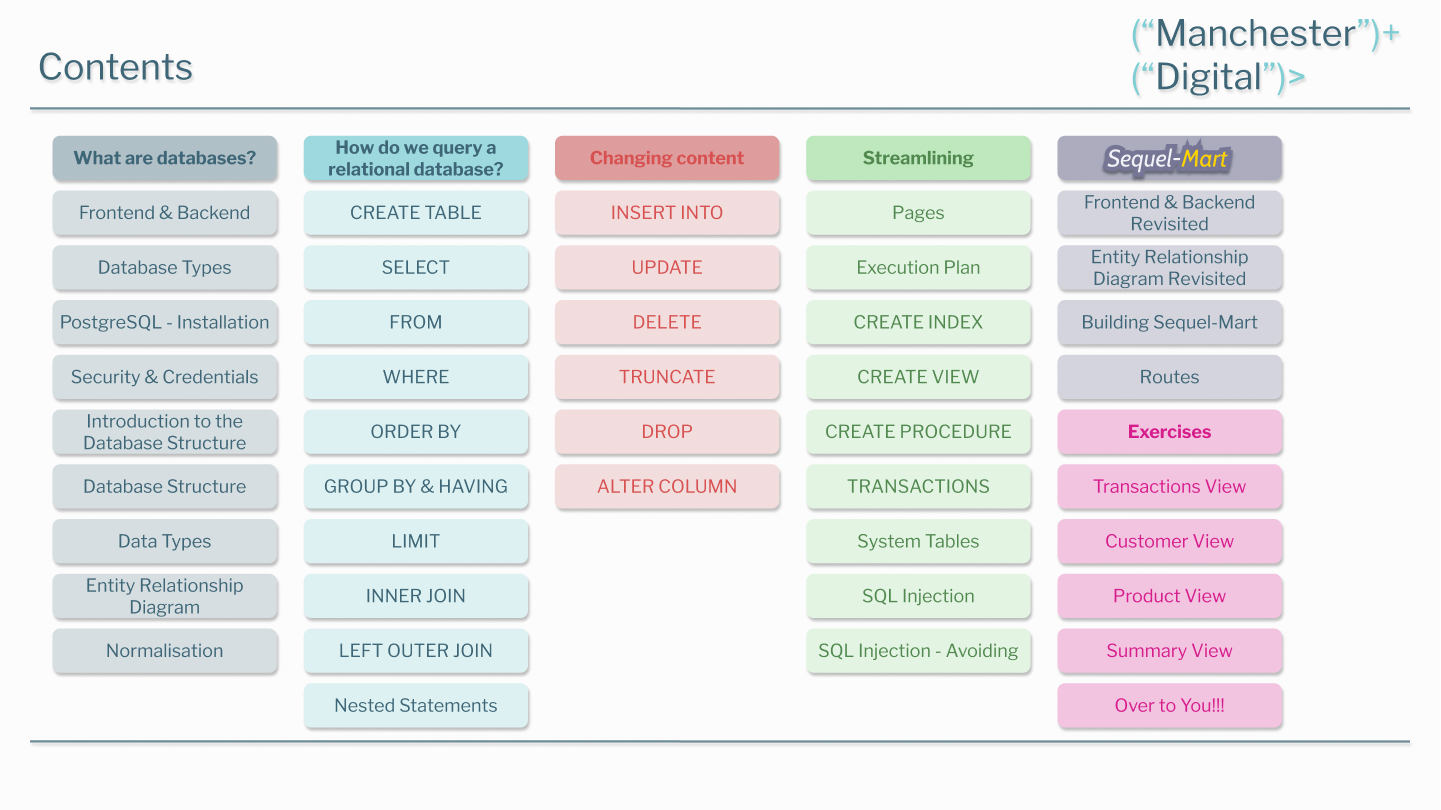 Contents
(“Manchester”)+
(“Digital”)>
What are databases?
Frontend & Backend
Database Types
PostgreSQL - Installation
Security & Credentials
Introduction to the
Database Structure
Database Structure
Data Types
Entity Relationship
Diagram
Normalisation
How do we query a
relational database?
CREATE TABLE
SELECT
FROM
WHERE
ORDER BY
GROUP BY & HAVING
LIMIT
INNER JOIN
LEFT OUTER JOIN
Nested Statements
Changing content
INSERT INTO
UPDATE
DELETE
TRUNCATE
DROP
ALTER COLUMN
Streamlining
Pages
Execution Plan
CREATE INDEX
CREATE VIEW
CREATE PROCEDURE
TRANSACTIONS
System Tables
SQL Injection
SQL Injection - Avoiding
Sequel-Mart
Frontend & Backend
Revisited
Entity Relationship
Diagram Revisited
Building Sequel-Mart
Routes
Exercises
Transactions View
Customer View
Product View
Summary View
Over to You!!!